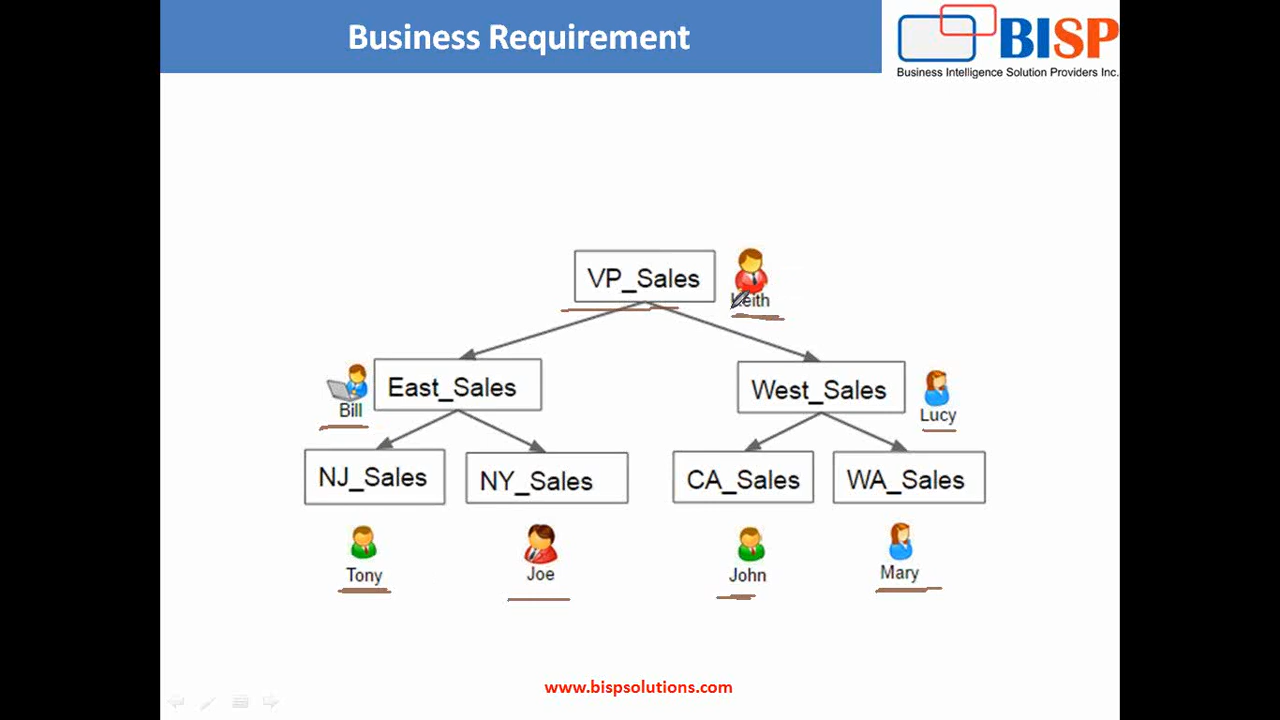 Business Requirement
BISP
Business Intelligence Solution Providers Inc.
VP_Sales
Keith
Bill
East_Sales
West_Sales
Lucy
NJ_Sales
NY_Sales
CA_Sales
WA_Sales
Tony
Joe
John
Mary
www.bispsolutions.com